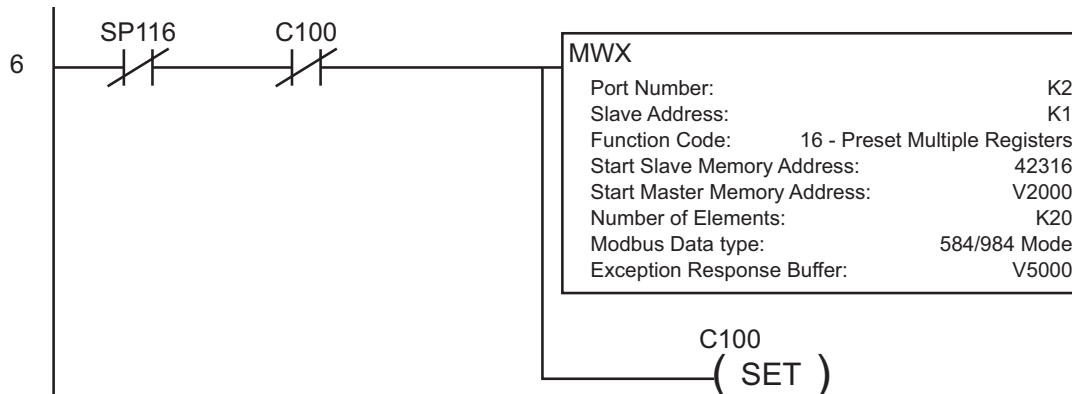 SP116 C100
6
MWX
Port Number: K2
Slave Address: K1
Function Code: 16 - Preset Multiple Registers
Start Slave Memory Address: 42316
Start Master Memory Address: V2000
Number of Elements: K20
Modbus Data type: 584/984 Mode
Exception Response Buffer: V5000
C100
( SET )